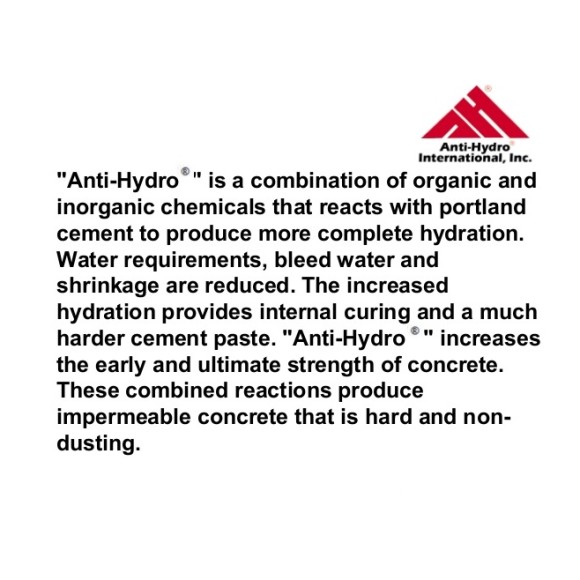 Anti-Hydro®
International, Inc.
"Anti-Hydro®" is a combination of organic and
inorganic chemicals that reacts with portland
cement to produce more complete hydration.
Water requirements, bleed water and
shrinkage are reduced. The increased
hydration provides internal curing and a much
harder cement paste. "Anti-Hydro®" increases
the early and ultimate strength of concrete.
These combined reactions produce
impermeable concrete that is hard and non-
dusting.